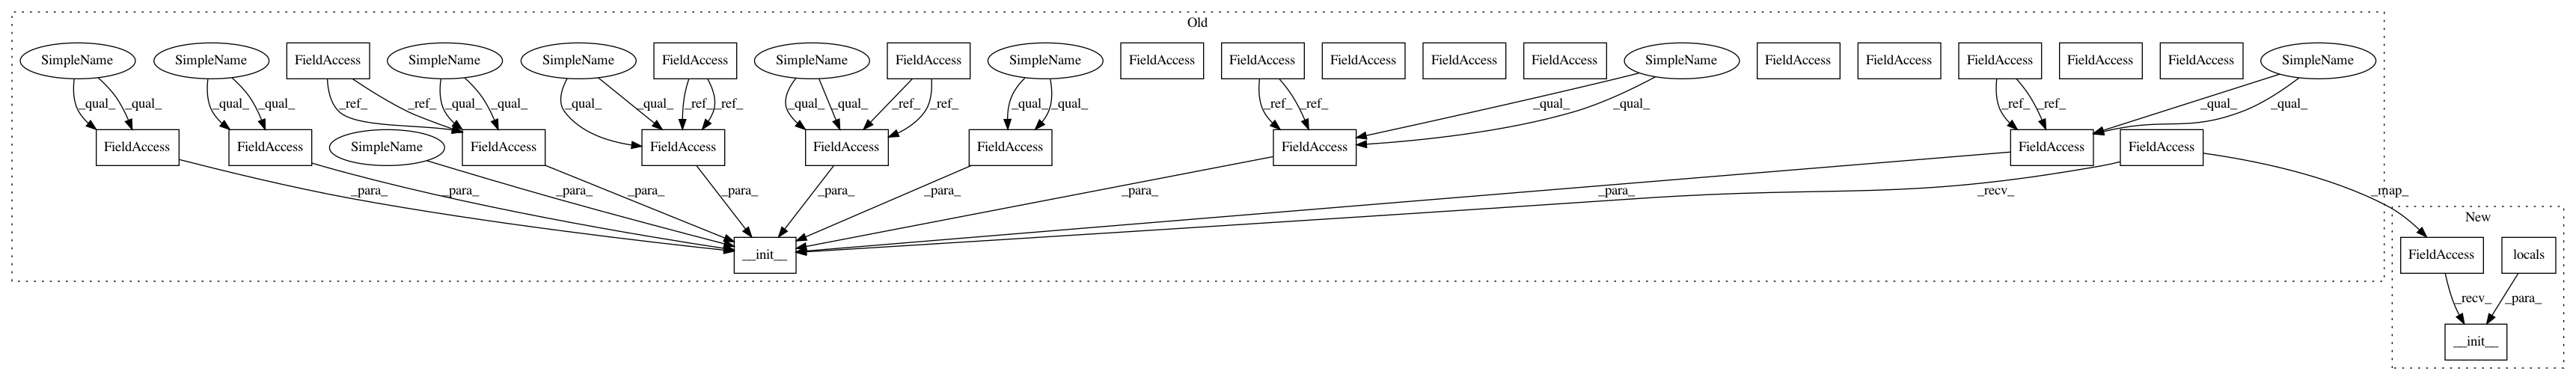 Old
SimpleName SimpleName FieldAccess SimpleName SimpleName FieldAccess SimpleName FieldAccess SimpleName FieldAccess FieldAccess FieldAccess FieldAccess FieldAccess SimpleName FieldAccess FieldAccess FieldAccess FieldAccess FieldAccess SimpleName
_qual_ _qual_ _qual_ _qual_ _ref_ _ref_ _qual_ _qual_ _qual_ _qual_ _ref_ _ref_ _qual_ _qual_ _ref_ _ref_ _qual_ _qual_ _ref_ _ref_ _qual_ _qual_ _ref_ _ref_ _qual_ _qual_
FieldAccess FieldAccess SimpleName FieldAccess FieldAccess FieldAccess FieldAccess FieldAccess FieldAccess FieldAccess
_para_ _para_ _para_ _para_ _para_ _para_ _para_ _para_ _para_ _recv_ _map_
New
__init__ FieldAccess locals
_recv_ _para_
__init__